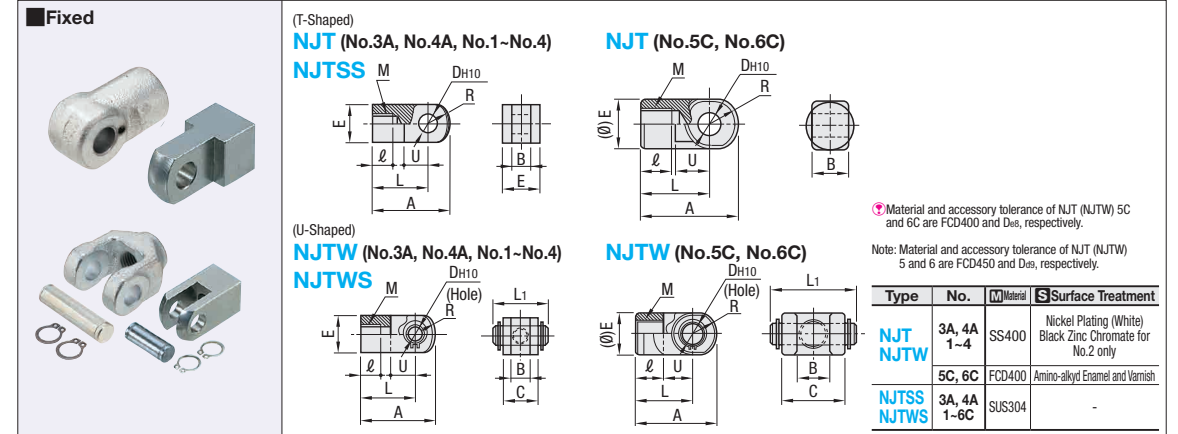 ■Fixed
(T-Shaped)
NJT (No.3A, No.4A, No.1~No.4)
NJTSS
M
DH10
R
E
ℓ
U
L
A
B
E
NJT (No.5C, No.6C)
M
DH10
R
(Ø) E
ℓ
U
L
A
B
(U-Shaped)
NJTW (No.3A, No.4A, No.1~No.4)
NJTWS
M
DH10
(Hole)
R
E
ℓ
U
L
A
L1
B
C
NJTW (No.5C, No.6C)
M
DH10
(Hole)
R
(Ø) E
ℓ
U
L
A
L1
B
C
Material and accessory tolerance of NJT (NJTW) 5C
and 6C are FCD400 and De8, respectively.
Note: Material and accessory tolerance of NJT (NJTW)
5 and 6 are FCD450 and Dd9, respectively.
Type No. M Material S Surface Treatment
NJT
NJTW
3A, 4A
1~4
SS400
Nickel Plating (White)
Black Zinc Chromate for
No.2 only
5C, 6C FCD400 Amino-alkyd Enamel and Varnish
NJTSS
NJTWS
3A, 4A
1~6C
SUS304
-